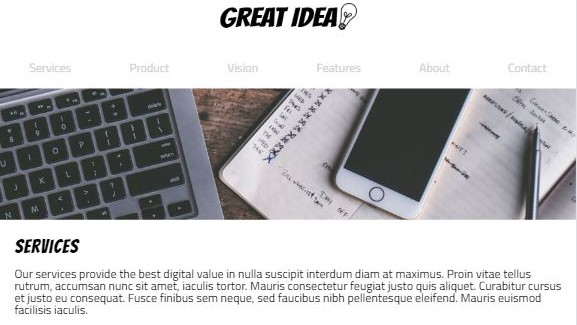 GREAT IDEA
Services Product Vision Features About Contact
SERVICES
Our services provide the best digital value in nulla suscipit interdum diam at maximus. Proin vitae tellus
rutrum, accumsan nunc sit amet, iaculis tortor. Mauris consectetur feugiat justo quis aliquet. Curabitur cursus
et justo eu consequat. Fusce finibus sem neque, sed faucibus nibh pellentesque eleifend. Mauris euismod
facilisis iaculis.